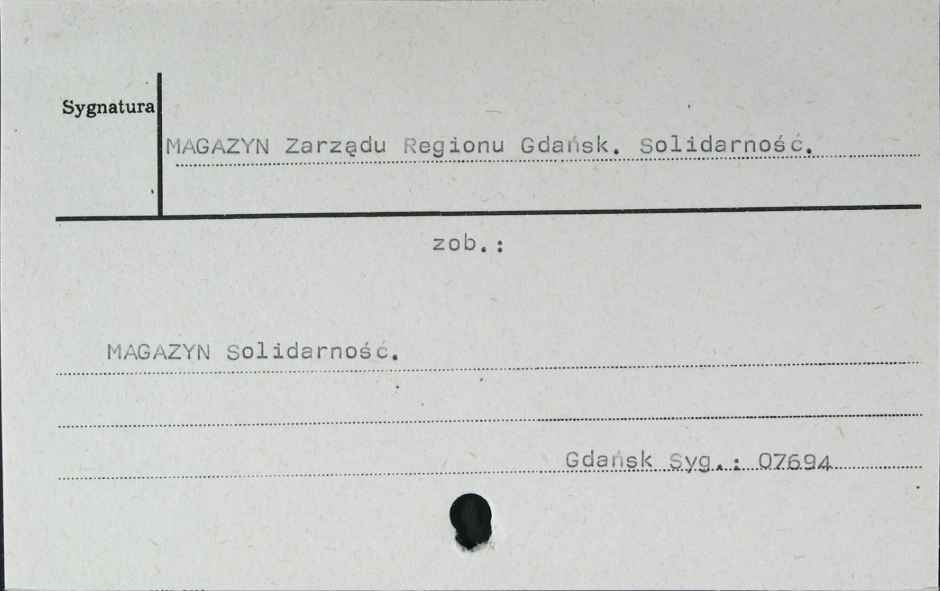 Sygnatura
MAGAZYN Zarządu Regionu Gdańsk. Solidarność.
zob.:
MAGAZYN Solidarność.
Gdańsk Syg.: 07694